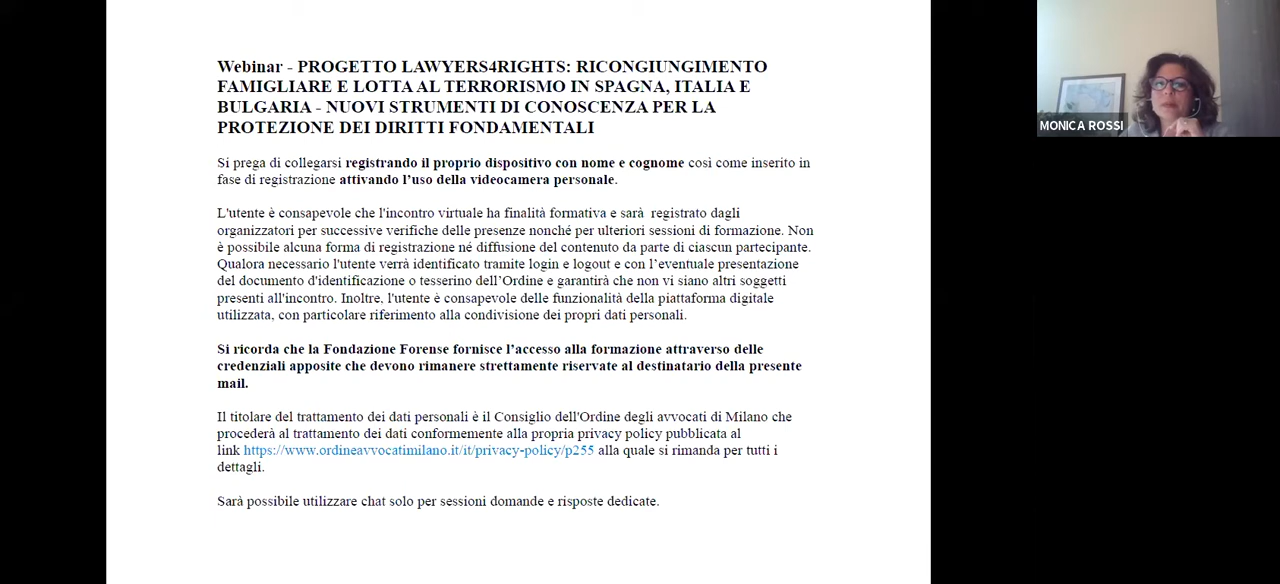 Webinar - PROGETTO LAWYERS4RIGHTS: RICONGIUNGIMENTO
FAMIGLIARE E LOTTA AL TERRORISMO IN SPAGNA, ITALIA E
BULGARIA - NUOVI STRUMENTI DI CONOSCENZA PER LA
PROTEZIONE DEI DIRITTI FONDAMENTALI
Si prega di collegarsi registrando il proprio dispositivo con nome e cognome così come inserito in
fase di registrazione attivando l’uso della videocamera personale.
L'utente è consapevole che l'incontro virtuale ha finalità formativa e sarà registrato dagli
organizzatori per successive verifiche delle presenze nonché per ulteriori sessioni di formazione. Non
è possibile alcuna forma di registrazione né diffusione del contenuto da parte di ciascun partecipante.
Qualora necessario l'utente verrà identificato tramite login e logout e con l’eventuale presentazione
del documento d'identificazione o tesserino dell’Ordine e garantirà che non vi siano altri soggetti
presenti all'incontro. Inoltre, l'utente è consapevole delle funzionalità della piattaforma digitale
utilizzata, con particolare riferimento alla condivisione dei propri dati personali.
Si ricorda che la Fondazione Forense fornisce l’accesso alla formazione attraverso delle
credenziali apposite che devono rimanere strettamente riservate al destinatario della presente
mail.
Il titolare del trattamento dei dati personali è il Consiglio dell'Ordine degli avvocati di Milano che
procederà al trattamento dei dati conformemente alla propria privacy policy pubblicata al
link https://www.ordineavvocatimilano.it/it/privacy-policy/p255 alla quale si rimanda per tutti i
dettagli.
Sarà possibile utilizzare chat solo per sessioni domande e risposte dedicate.
MONICA ROSSI